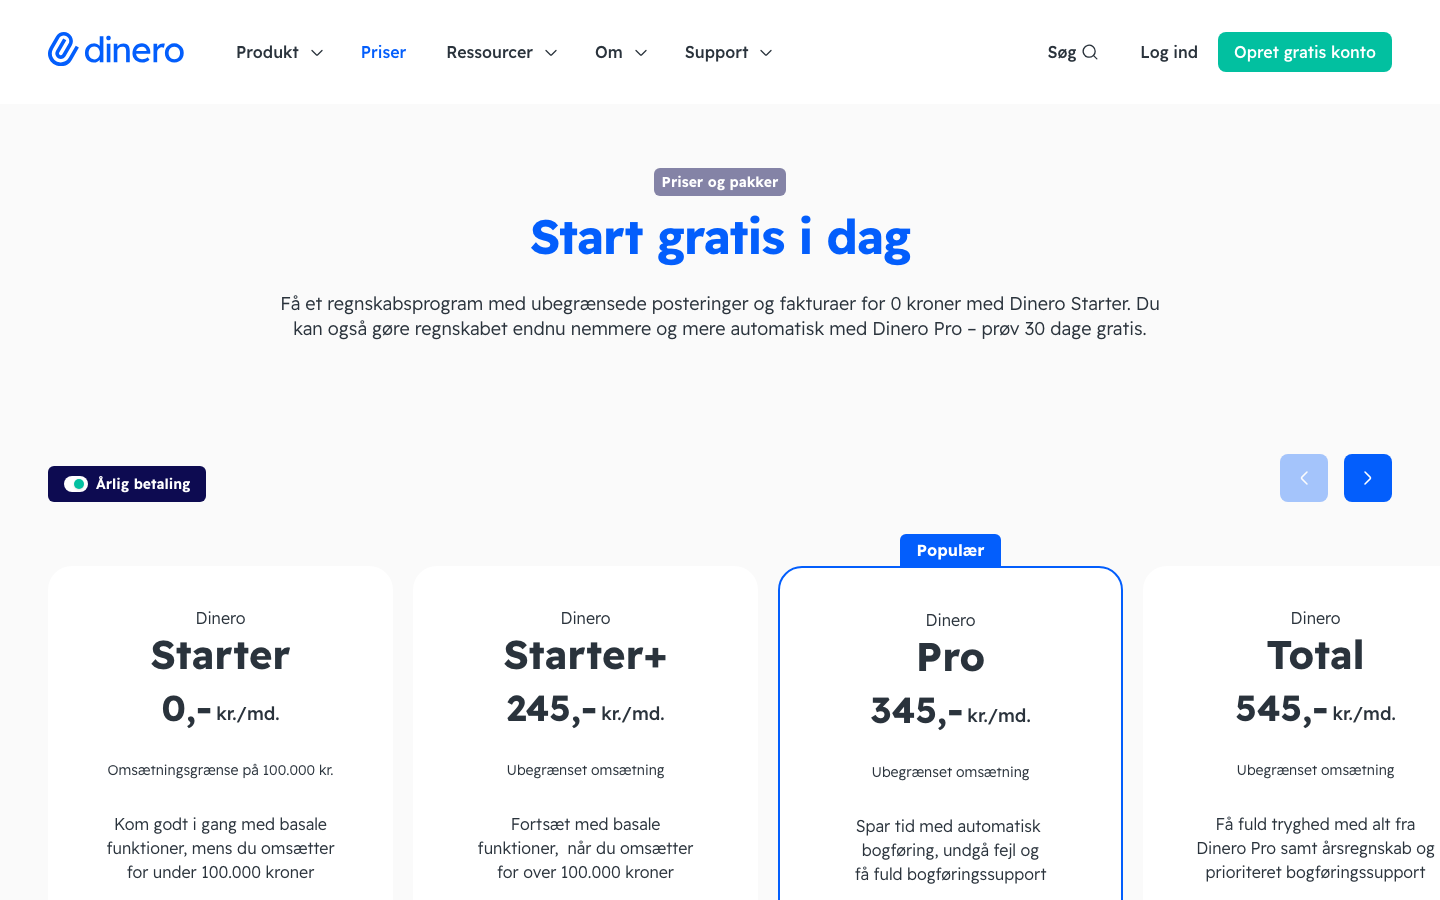 dinero
Produkt
Priser
Ressourcer
Om
Support
Søg
Log ind
Opret gratis konto
Priser og pakker
Start gratis i dag
Få et regnskabsprogram med ubegrænsede posteringer og fakturaer for 0 kroner med Dinero Starter. Du
kan også gøre regnskabet endnu nemmere og mere automatisk med Dinero Pro – prøv 30 dage gratis.
Årlig betaling
Dinero
Starter
0,- kr./md.
Omsætningsgrænse på 100.000 kr.
Kom godt i gang med basale
funktioner, mens du omsætter
for under 100.000 kroner
Dinero
Starter+
245,- kr./md.
Ubegrænset omsætning
Fortsæt med basale
funktioner, når du omsætter
for over 100.000 kroner
Populær
Dinero
Pro
345,- kr./md.
Ubegrænset omsætning
Spar tid med automatisk
bogføring, undgå fejl og
få fuld bogføringssupport
Dinero
Total
545,- kr./md.
Ubegrænset omsætning
Få fuld tryghed med alt fra
Dinero Pro samt årsregnskab og
prioriteret bogføringssupport